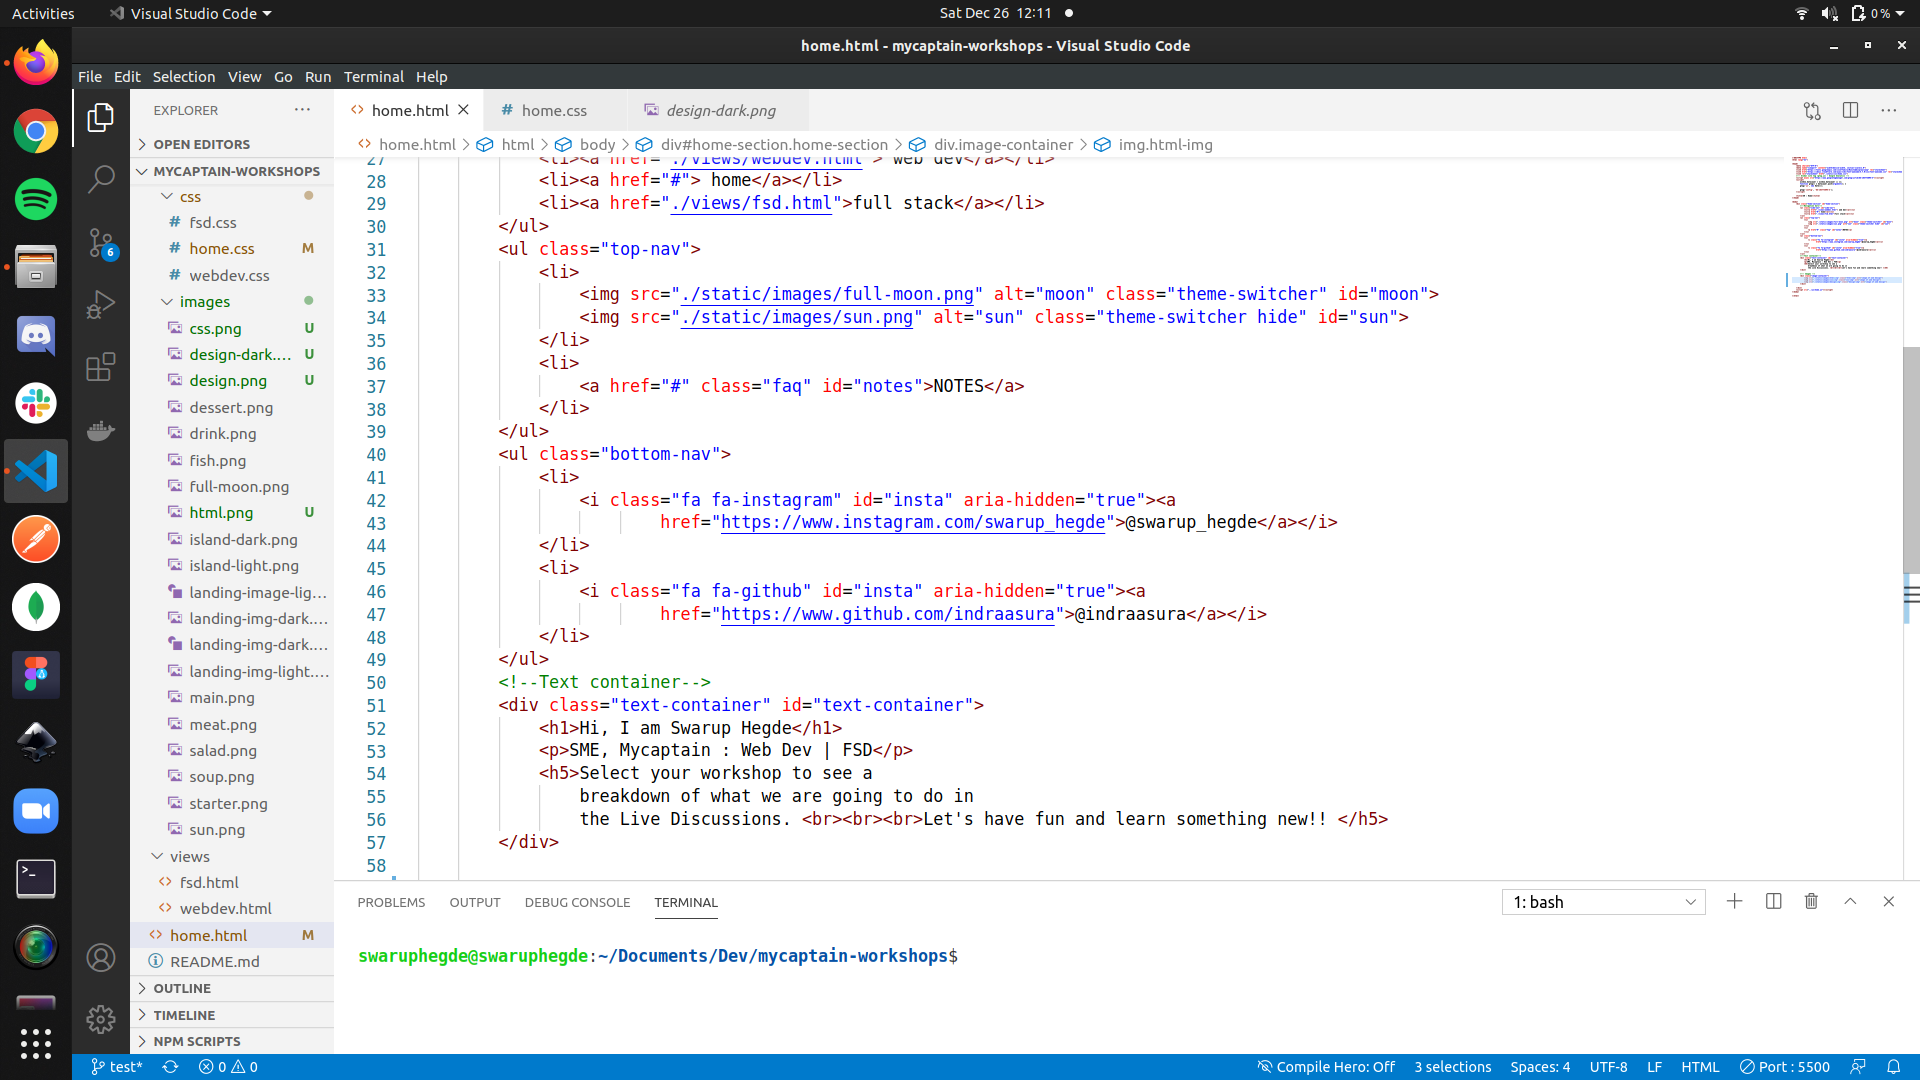 Activities
Visual Studio Code
Sat Dec 26 12:11
0 %
home.html - mycaptain-workshops - Visual Studio Code
File Edit Selection View Go Run Terminal Help
EXPLORER
OPEN EDITORS
MYCAPTAIN-WORKSHOPS
css
# fsd.css
# home.css M
# webdev.css
images
css.png U
design-dark.... U
design.png U
dessert.png
drink.png
fish.png
full-moon.png
html.png U
island-dark.png
island-light.png
landing-image-lig...
landing-img-dark....
landing-img-dark....
landing-img-light....
main.png
meat.png
salad.png
soup.png
starter.png
sun.png
views
fsd.html
webdev.html
home.html M
README.md
OUTLINE
TIMELINE
NPM SCRIPTS
6
home.html
# home.css
design-dark.png
home.html > html > body > div#home-section.home-section > div.image-container > img.html-img
27 <li><a href="./views/webdev.html"> web dev</a></li>
28 <li><a href="#"> home</a></li>
29 <li><a href="./views/fsd.html">full stack</a></li>
30 </ul>
31 <ul class="top-nav">
32 <li>
33 <img src="./static/images/full-moon.png" alt="moon" class="theme-switcher" id="moon">
34 <img src="./static/images/sun.png" alt="sun" class="theme-switcher hide" id="sun">
35 </li>
36 <li>
37 <a href="#" class="faq" id="notes">NOTES</a>
38 </li>
39 </ul>
40 <ul class="bottom-nav">
41 <li>
42 <i class="fa fa-instagram" id="insta" aria-hidden="true"><a
43 href="https://www.instagram.com/swarup_hegde">@swarup_hegde</a></i>
44 </li>
45 <li>
46 <i class="fa fa-github" id="insta" aria-hidden="true"><a
47 href="https://www.github.com/indraasura">@indraasura</a></i>
48 </li>
49 </ul>
50 <!--Text container-->
51 <div class="text-container" id="text-container">
52 <h1>Hi, I am Swarup Hegde</h1>
53 <p>SME, Mycaptain : Web Dev | FSD</p>
54 <h5>Select your workshop to see a
55 breakdown of what we are going to do in
56 the Live Discussions. <br><br><br>Let's have fun and learn something new!! </h5>
57 </div>
58
PROBLEMS OUTPUT DEBUG CONSOLE TERMINAL
1: bash
swaruphegde@swaruphegde:~/Documents/Dev/mycaptain-workshops$
test* 0 0
Compile Hero: Off 3 selections Spaces: 4 UTF-8 LF HTML Port : 5500